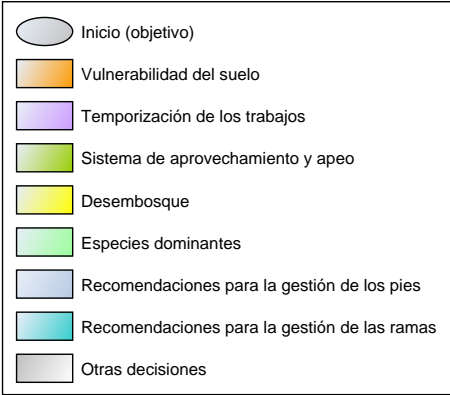 Inicio (objetivo)
Vulnerabilidad del suelo
Temporización de los trabajos
Sistema de aprovechamiento y apeo
Desembosque
Especies dominantes
Recomendaciones para la gestión de los pies
Recomendaciones para la gestión de las ramas
Otras decisiones